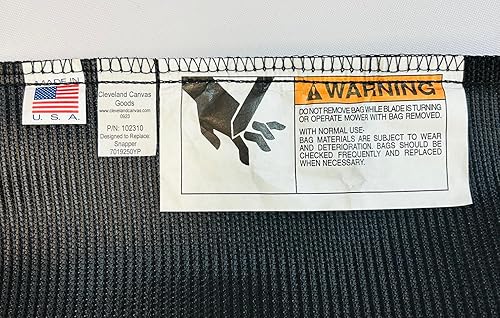 MADE IN
U.S.A.
Cleveland Canvas
Goods
www.clevelandcanvas.com
0923
P/N: 102310
Designed to Replace:
Snapper
7019250YP
WARNING
DO NOT REMOVE BAG WHILE BLADE IS TURNING
OR OPERATE MOWER WITH BAG REMOVED.
WITH NORMAL USE-
BAG MATERIALS ARE SUBJECT TO WEAR
AND DETERIORATION. BAGS SHOULD BE
CHECKED FREQUENTLY AND REPLACED
WHEN NECESSARY.